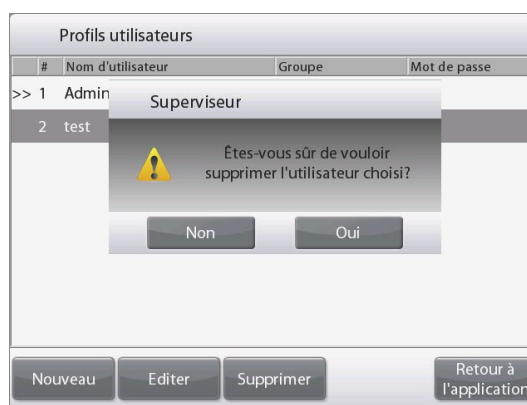 Profils utilisateurs
# Nom d'utilisateur Groupe Mot de passe
>> 1 Admin
2 test
Superviseur
Êtes-vous sûr de vouloir
supprimer l'utilisateur choisi?
Non Oui
Nouveau Editer Supprimer Retour à
l'application